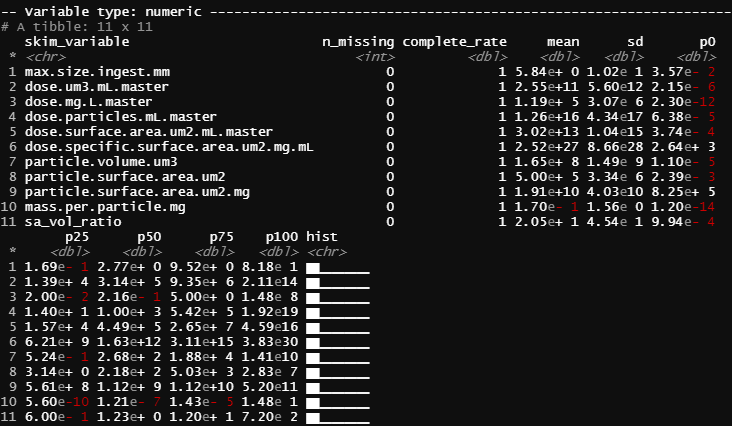 -- Variable type: numeric ------------------------------------------------------
# A tibble: 11 x 11
skim_variable n_missing complete_rate mean sd p0
* <chr> <int> <dbl> <dbl> <dbl> <dbl>
1 max.size.ingest.mm 0 1 5.84e+ 0 1.02e 1 3.57e- 2
2 dose.um3.mL.master 0 1 2.55e+11 5.60e12 2.15e- 6
3 dose.mg.L.master 0 1 1.19e+ 5 3.07e 6 2.30e-12
4 dose.particles.mL.master 0 1 1.26e+16 4.34e17 6.38e- 5
5 dose.surface.area.um2.mL.master 0 1 3.02e+13 1.04e15 3.74e- 4
6 dose.specific.surface.area.um2.mg.mL 0 1 2.52e+27 8.66e28 2.64e+ 3
7 particle.volume.um3 0 1 1.65e+ 8 1.49e 9 1.10e- 5
8 particle.surface.area.um2 0 1 5.00e+ 5 3.34e 6 2.39e- 3
9 particle.surface.area.um2.mg 0 1 1.91e+10 4.03e10 8.25e+ 5
10 mass.per.particle.mg 0 1 1.70e- 1 1.56e 0 1.20e-14
11 sa_vol_ratio 0 1 2.05e+ 1 4.54e 1 9.94e- 4
p25 p50 p75 p100 hist
* <dbl> <dbl> <dbl> <dbl> <chr>
1 1.69e- 1 2.77e+ 0 9.52e+ 0 8.18e 1
2 1.39e+ 4 3.14e+ 5 9.35e+ 6 2.11e14
3 2.00e- 2 2.16e- 1 5.00e+ 0 1.48e 8
4 1.40e+ 1 1.00e+ 3 5.42e+ 5 1.92e19
5 1.57e+ 4 4.49e+ 5 2.65e+ 7 4.59e16
6 6.21e+ 9 1.63e+12 3.11e+15 3.83e30
7 5.24e- 1 2.68e+ 2 1.88e+ 4 1.41e10
8 3.14e+ 0 2.18e+ 2 5.03e+ 3 2.83e 7
9 5.61e+ 8 1.12e+ 9 1.12e+10 5.20e11
10 5.60e-10 1.21e- 7 1.43e- 5 1.48e 1
11 6.00e- 1 1.23e+ 0 1.20e+ 1 7.20e 2